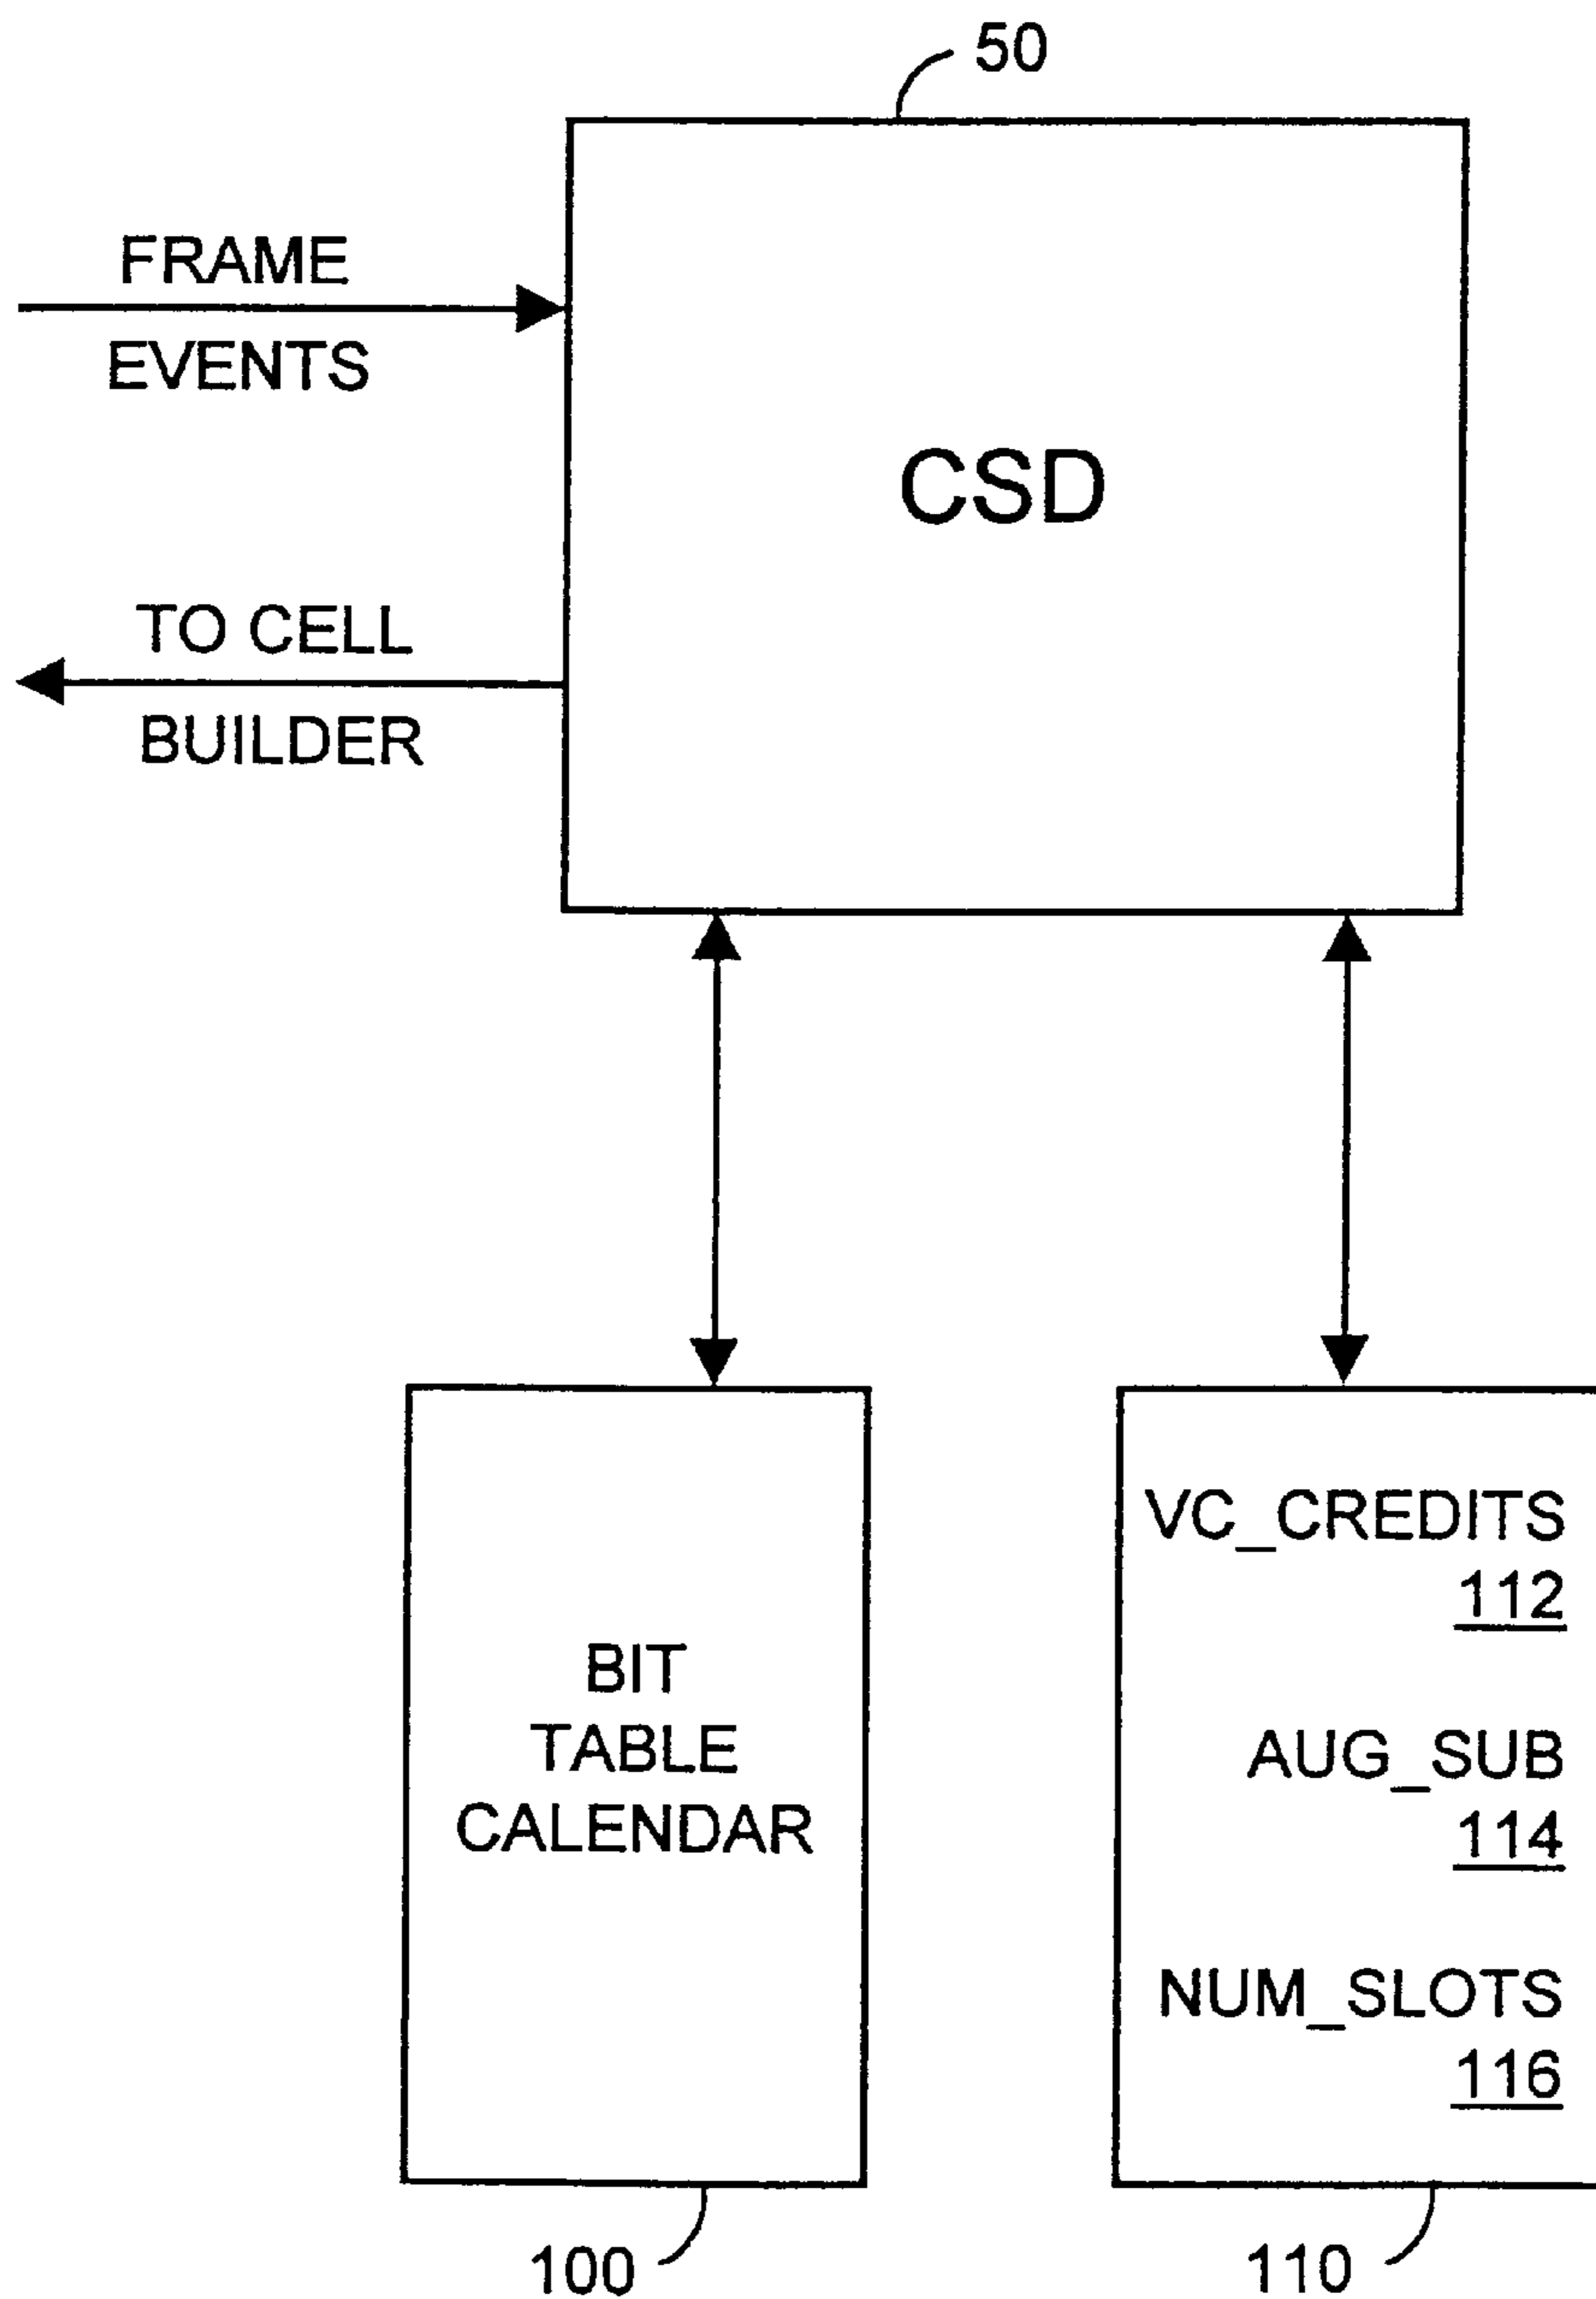 50
FRAME
EVENTS
CSD
TO CELL
BUILDER
BIT
TABLE
CALENDAR
VC_CREDITS
112
AUG_SUB
114
NUM_SLOTS
116
100
110